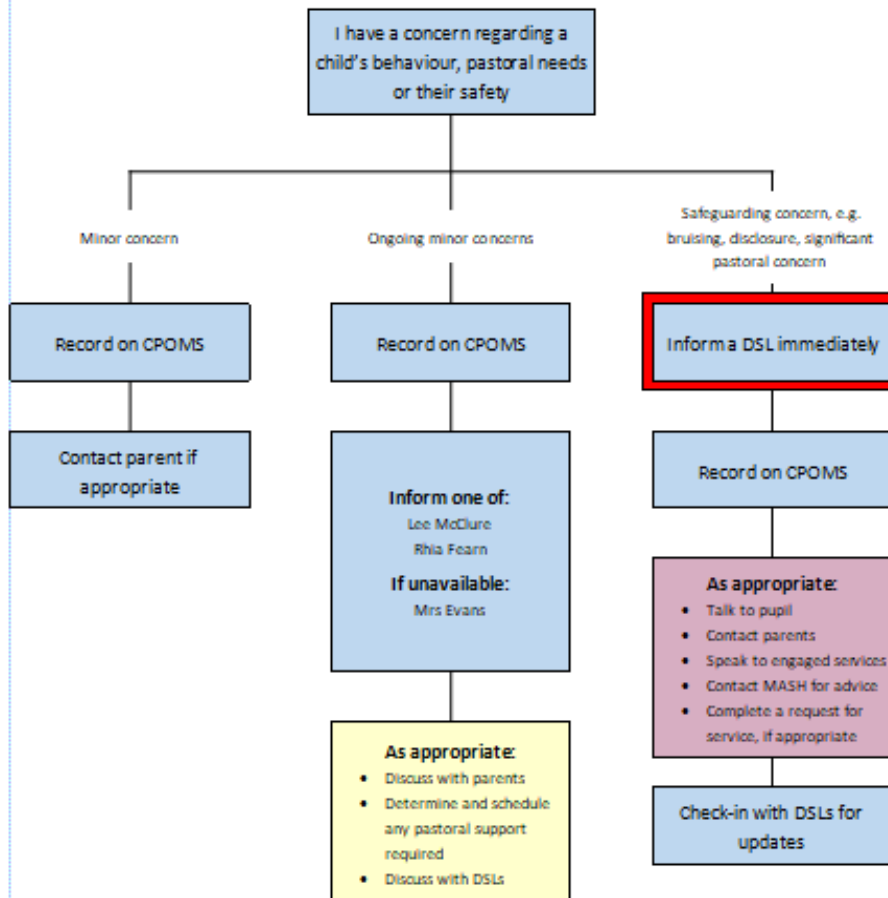 I have a concern regarding a
child's behaviour, pastoral needs
or their safety
Minor concern
Record on CPOMS
Contact parent if
appropriate
Ongoing minor concerns
Record on CPOMS
Inform one of:
Lee McClure
Rhia Fearn
If unavailable:
Mrs Evans
As appropriate:
• Discuss with parents
• Determine and schedule
any pastoral support
required
• Discuss with DSLs
Safeguarding concern, e.g.
bruising, disclosure, significant
pastoral concern
Inform a DSL immediately
Record on CPOMS
As appropriate:
• Talk to pupil
• Contact parents
• Speak to engaged services
• Contact MASH for advice
• Complete a request for
service, if appropriate
Check-in with DSLs for
updates